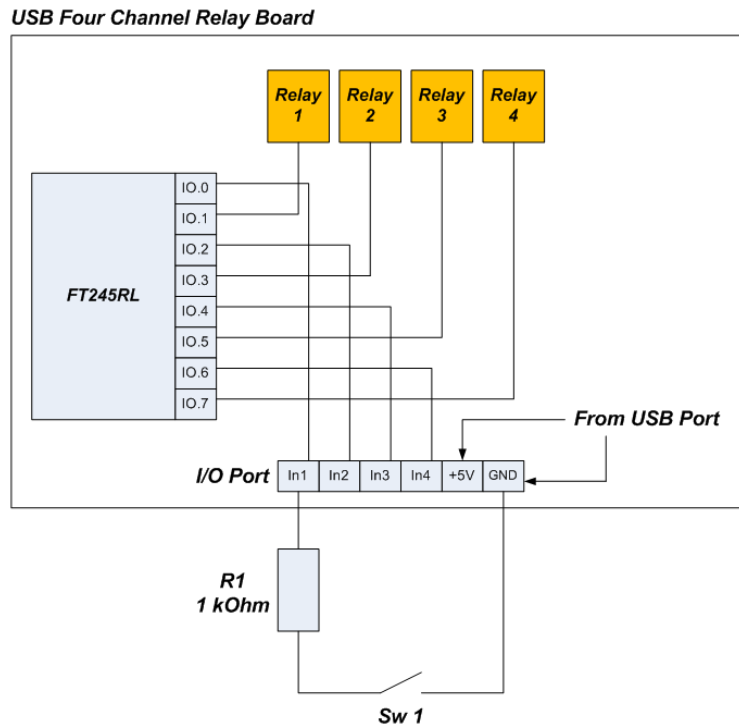 USB Four Channel Relay Board
Relay
1
Relay
2
Relay
3
Relay
4
FT245RL
IO.0
IO.1
IO.2
IO.3
IO.4
IO.5
IO.6
IO.7
From USB Port
I/O Port
In1
In2
In3
In4
+5V
GND
R1
1 kOhm
Sw 1